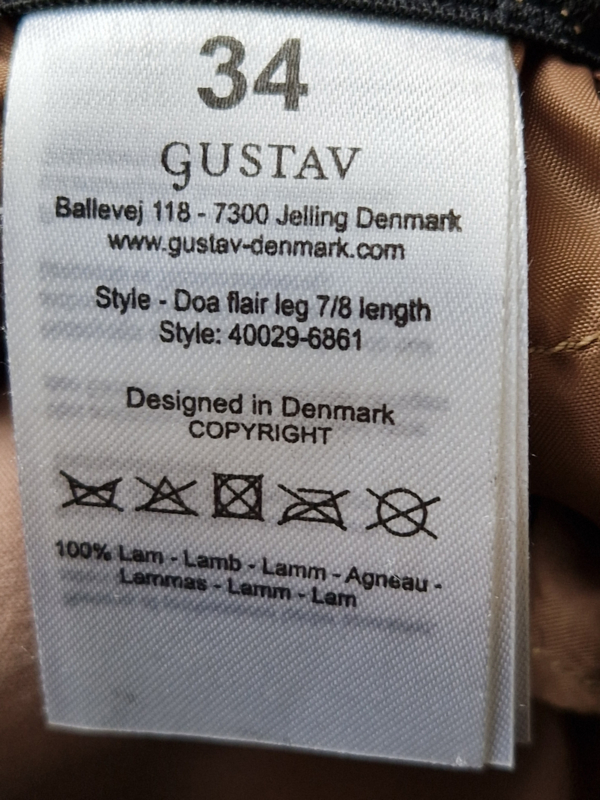 34
GUSTAV
Ballevej 118 - 7300 Jelling Denmark
www.gustav-denmark.com
Style - Doa flair leg 7/8 length
Style: 40029-6861
Designed in Denmark
COPYRIGHT
100% Lam - Lamb - Lamm - Agneau -
Lammas - Lamm - Lam